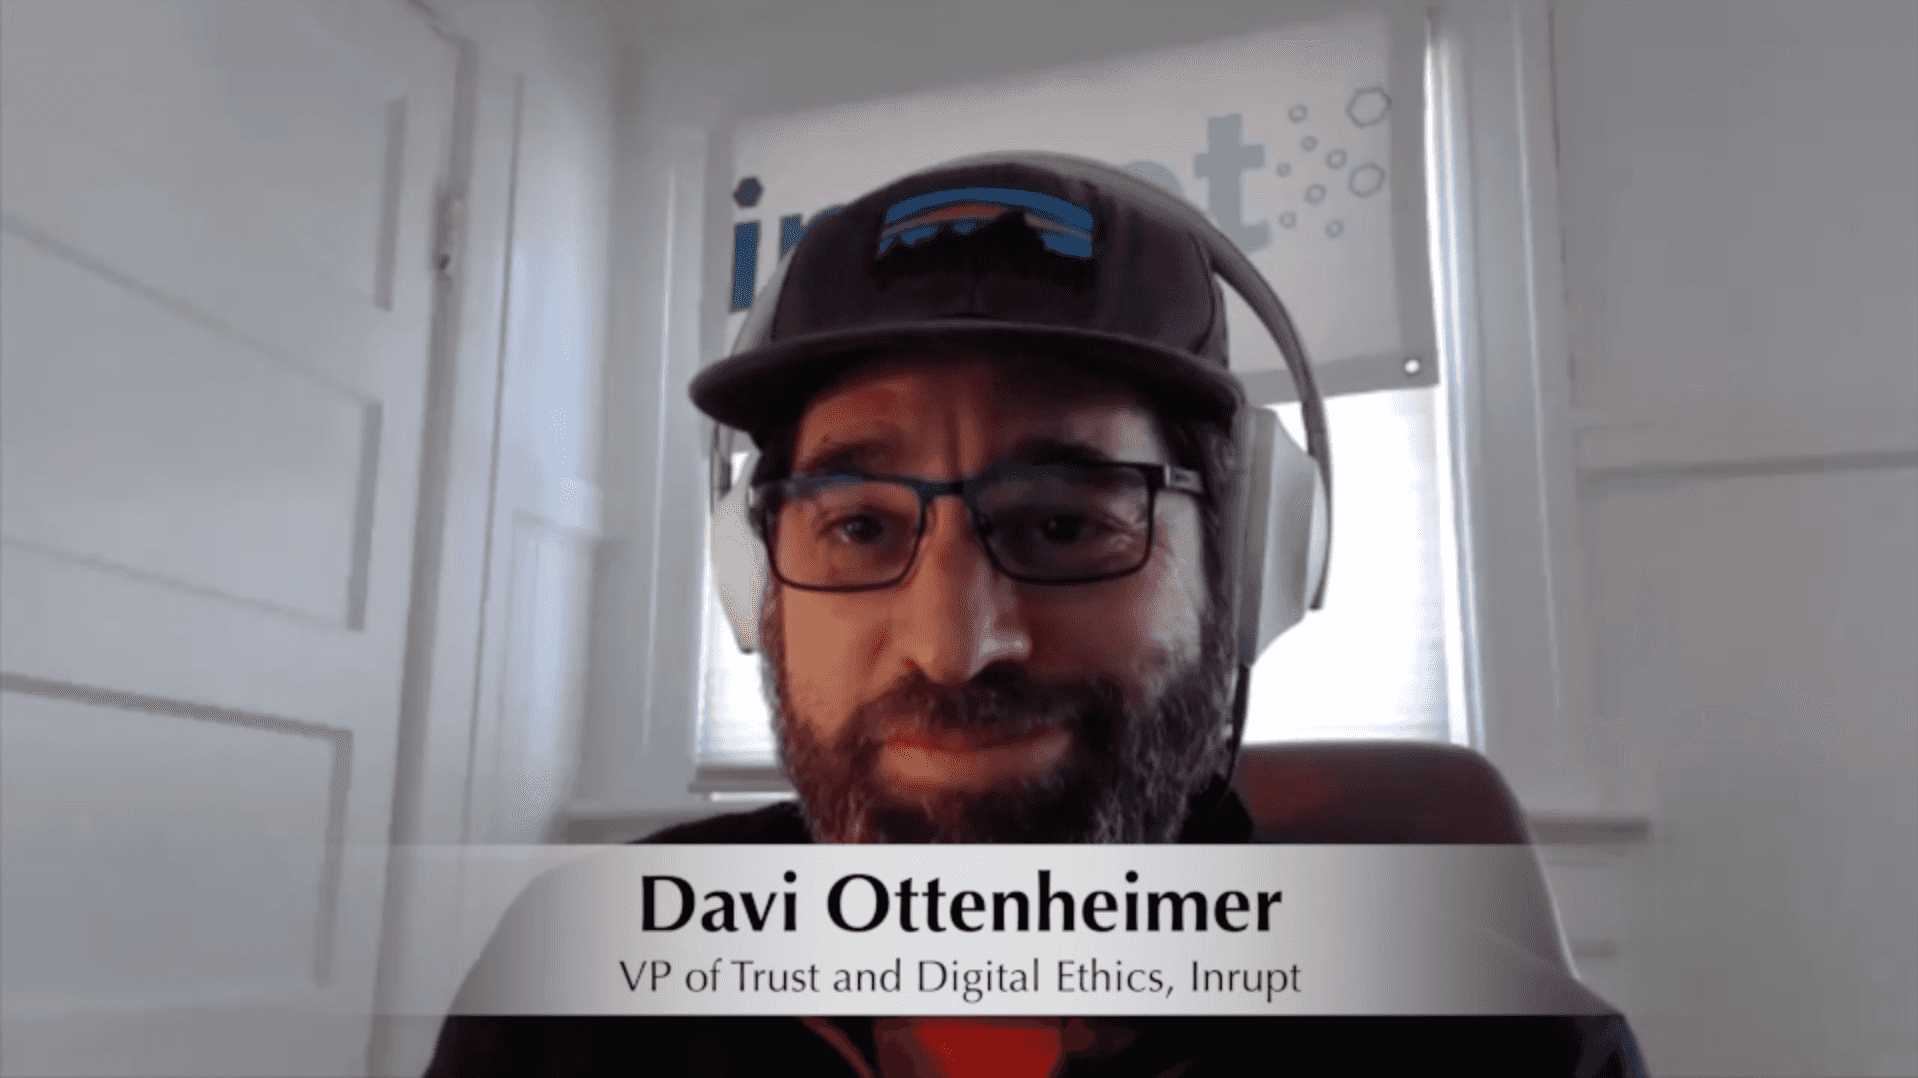 Davi Ottenheimer
VP of Trust and Digital Ethics, Inrupt